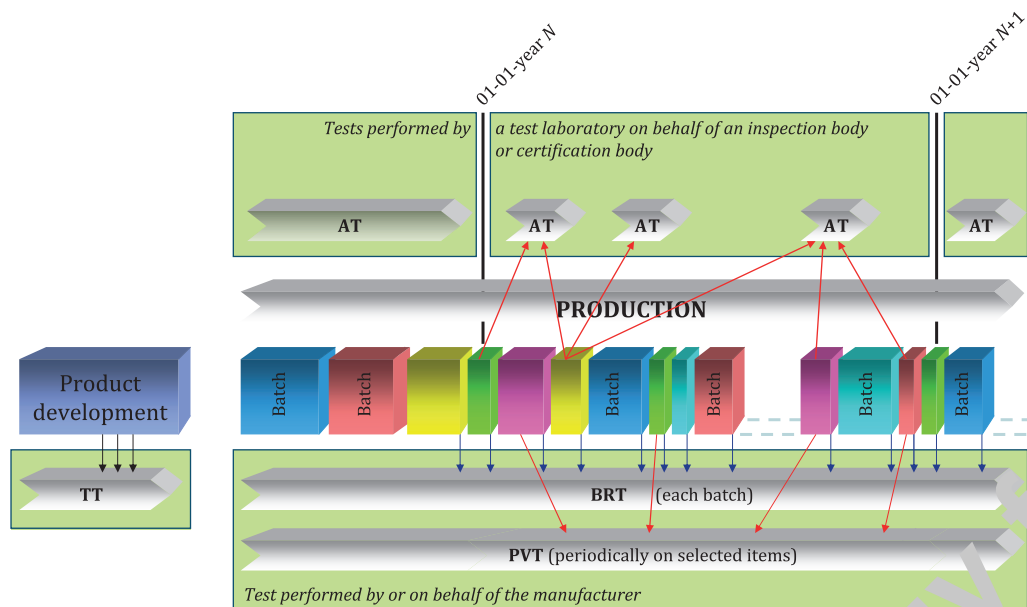 01-01-year N
01-01-year N+1
Tests performed by
a test laboratory on behalf of an inspection body
or certification body
AT
AT
AT
AT
AT
PRODUCTION
Product
development
Batch
Batch
Batch
Batch
Batch
Batch
TT
BRT (each batch)
PVT (periodically on selected items)
Test performed by or on behalf of the manufacturer